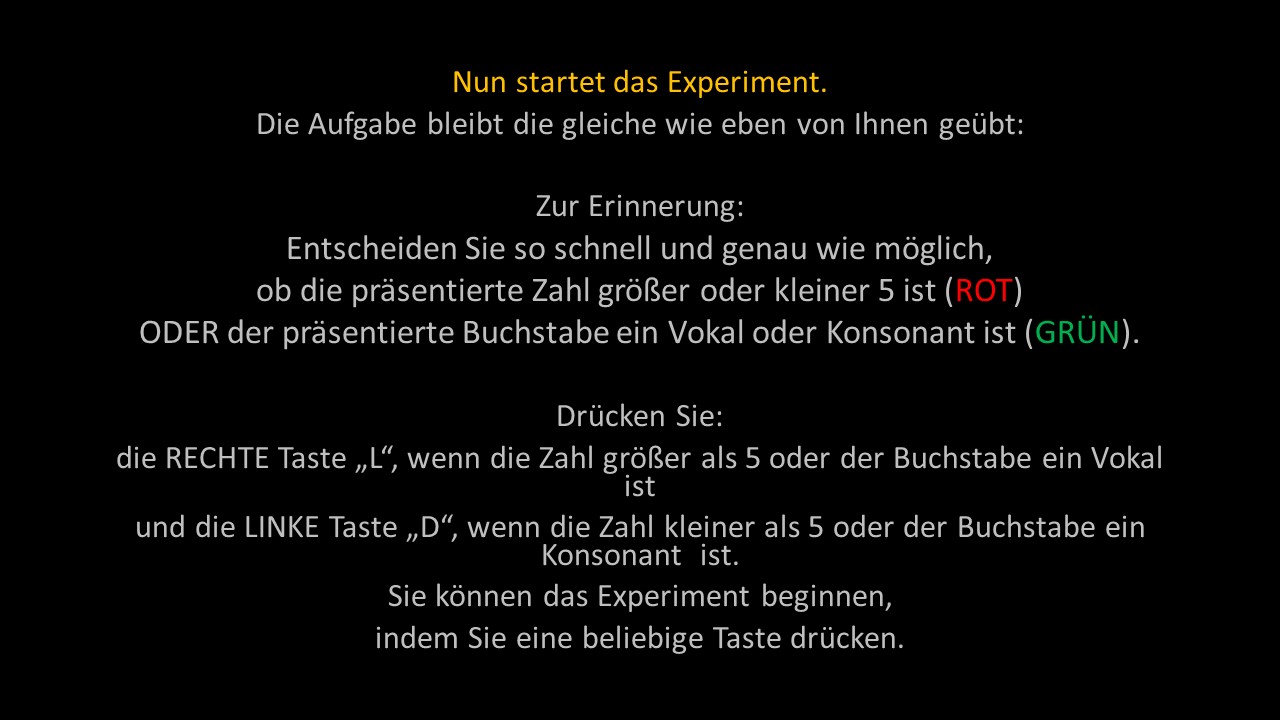 Nun startet das Experiment.
Die Aufgabe bleibt die gleiche wie eben von Ihnen geübt:
Zur Erinnerung:
Entscheiden Sie so schnell und genau wie möglich,
ob die präsentierte Zahl größer oder kleiner 5 ist (ROT)
ODER der präsentierte Buchstabe ein Vokal oder Konsonant ist (GRÜN).
Drücken Sie:
die RECHTE Taste „L“, wenn die Zahl größer als 5 oder der Buchstabe ein Vokal
ist
und die LINKE Taste „D“, wenn die Zahl kleiner als 5 oder der Buchstabe ein
Konsonant  ist.
Sie können das Experiment beginnen,
indem Sie eine beliebige Taste drücken.